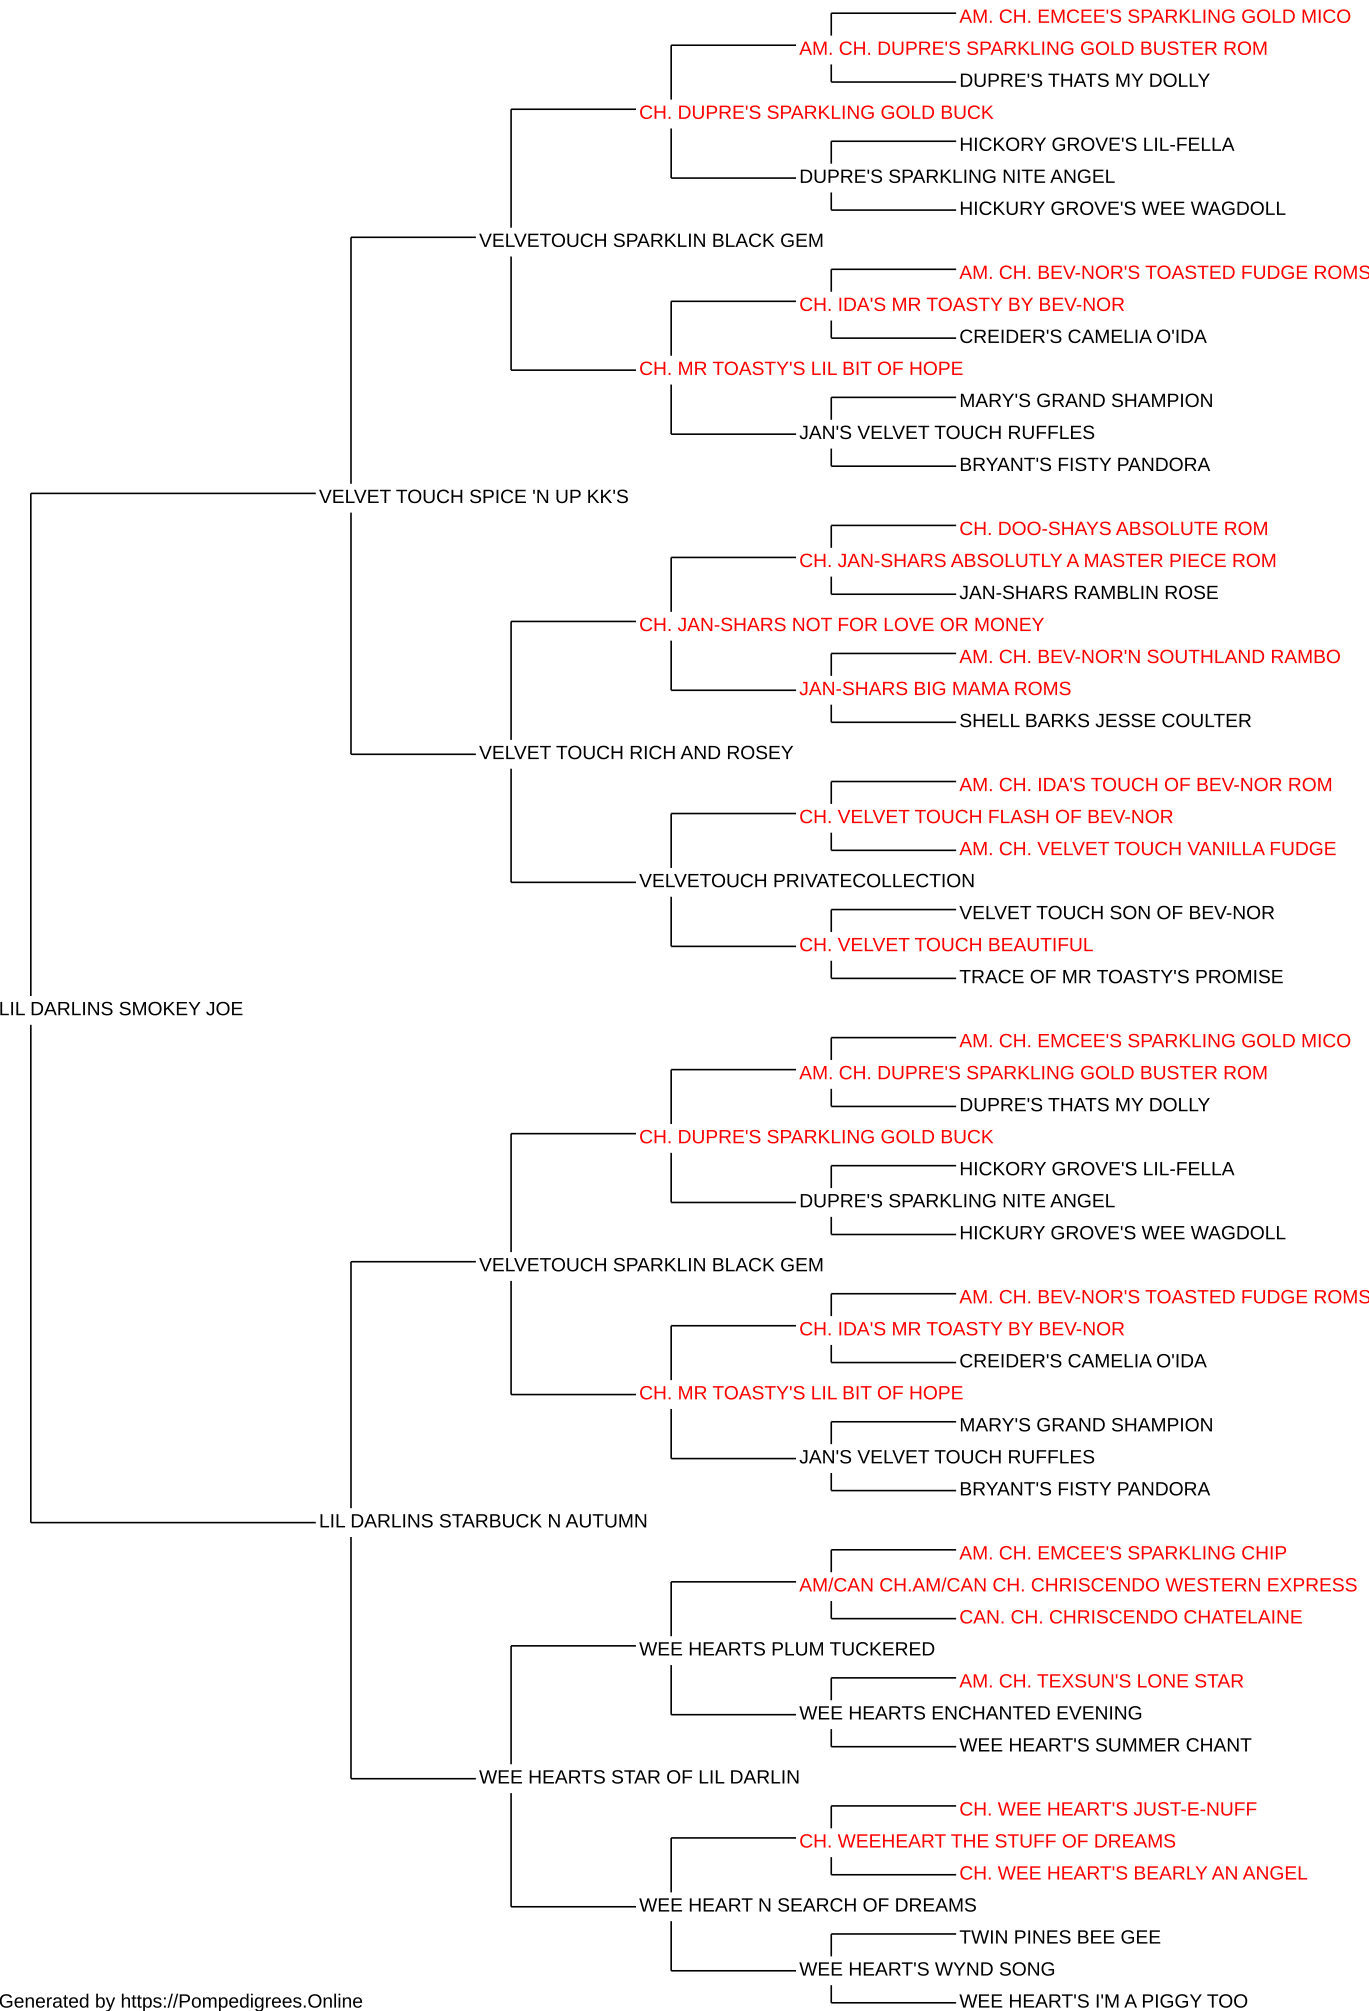 AM. CH. EMCEE'S SPARKLING GOLD MICO
AM. CH. DUPRE'S SPARKLING GOLD BUSTER ROM
DUPRE'S THATS MY DOLLY
CH. DUPRE'S SPARKLING GOLD BUCK
HICKORY GROVE'S LIL-FELLA
DUPRE'S SPARKLING NITE ANGEL
HICKURY GROVE'S WEE WAGDOLL
VELVETOUCH SPARKLIN BLACK GEM
AM. CH. BEV-NOR'S TOASTED FUDGE ROMS
CH. IDA'S MR TOASTY BY BEV-NOR
CREIDER'S CAMELIA O'IDA
CH. MR TOASTY'S LIL BIT OF HOPE
MARY'S GRAND SHAMPION
JAN'S VELVET TOUCH RUFFLES
BRYANT'S FISTY PANDORA
VELVET TOUCH SPICE 'N UP KK'S
CH. DOO-SHAYS ABSOLUTE ROM
CH. JAN-SHARS ABSOLUTLY A MASTER PIECE ROM
JAN-SHARS RAMBLIN ROSE
CH. JAN-SHARS NOT FOR LOVE OR MONEY
AM. CH. BEV-NOR'N SOUTHLAND RAMBO
JAN-SHARS BIG MAMA ROMS
SHELL BARKS JESSE COULTER
VELVET TOUCH RICH AND ROSEY
AM. CH. IDA'S TOUCH OF BEV-NOR ROM
CH. VELVET TOUCH FLASH OF BEV-NOR
AM. CH. VELVET TOUCH VANILLA FUDGE
VELVETOUCH PRIVATECOLLECTION
VELVET TOUCH SON OF BEV-NOR
CH. VELVET TOUCH BEAUTIFUL
TRACE OF MR TOASTY'S PROMISE
LIL DARLINS SMOKEY JOE
AM. CH. EMCEE'S SPARKLING GOLD MICO
AM. CH. DUPRE'S SPARKLING GOLD BUSTER ROM
DUPRE'S THATS MY DOLLY
CH. DUPRE'S SPARKLING GOLD BUCK
HICKORY GROVE'S LIL-FELLA
DUPRE'S SPARKLING NITE ANGEL
HICKURY GROVE'S WEE WAGDOLL
VELVETOUCH SPARKLIN BLACK GEM
AM. CH. BEV-NOR'S TOASTED FUDGE ROMS
CH. IDA'S MR TOASTY BY BEV-NOR
CREIDER'S CAMELIA O'IDA
CH. MR TOASTY'S LIL BIT OF HOPE
MARY'S GRAND SHAMPION
JAN'S VELVET TOUCH RUFFLES
BRYANT'S FISTY PANDORA
LIL DARLINS STARBUCK N AUTUMN
AM. CH. EMCEE'S SPARKLING CHIP
AM/CAN CH.AM/CAN CH. CHRISCENDO WESTERN EXPRESS
CAN. CH. CHRISCENDO CHATELAINE
WEE HEARTS PLUM TUCKERED
AM. CH. TEXSUN'S LONE STAR
WEE HEARTS ENCHANTED EVENING
WEE HEART'S SUMMER CHANT
WEE HEARTS STAR OF LIL DARLIN
CH. WEE HEART'S JUST-E-NUFF
CH. WEEHEART THE STUFF OF DREAMS
CH. WEE HEART'S BEARLY AN ANGEL
WEE HEART N SEARCH OF DREAMS
TWIN PINES BEE GEE
WEE HEART'S WYND SONG
WEE HEART'S I'M A PIGGY TOO
Generated by https://Pompedigrees.Online